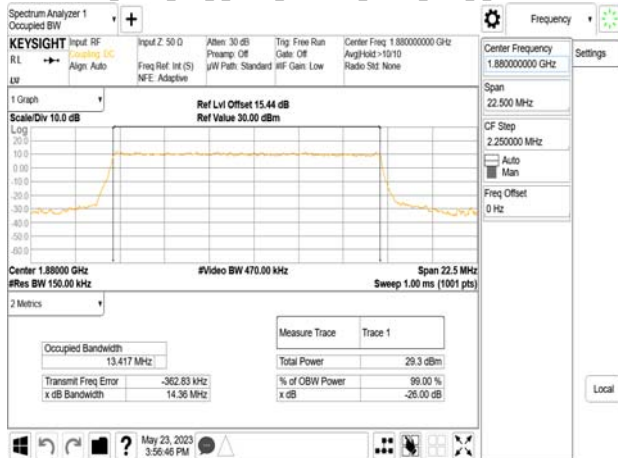 Spectrum Analyzer 1
Occupied BW
+
Frequency
KEYSIGHT Input: RF
Coupling: DC
Align: Auto
RL
LVI
Input Z: 50 Ω
Freq Ref: Int (S)
NFE: Adaptive
Atten: 30 dB
Preamp: Off
µW Path: Standard
Trig: Free Run
Gate: Off
#IF Gain: Low
Center Freq: 1.880000000 GHz
Avg|Hold:>10/10
Radio Std: None
Center Frequency
1.880000000 GHz
Settings
Span
22.500 MHz
CF Step
2.250000 MHz
Auto
Man
Freq Offset
0 Hz
Local
1 Graph
Scale/Div 10.0 dB
Ref Lvl Offset 15.44 dB
Ref Value 30.00 dBm
Log
20.0
10.0
0.00
-10.0
-20.0
-30.0
-40.0
-50.0
-60.0
Center 1.88000 GHz
#Video BW 470.00 kHz
Span 22.5 MHz
#Res BW 150.00 kHz
Sweep 1.00 ms (1001 pts)
2 Metrics
Measure Trace Trace 1
Occupied Bandwidth
13.417 MHz
Total Power 29.3 dBm
Transmit Freq Error -362.83 kHz
% of OBW Power 99.00 %
x dB Bandwidth 14.36 MHz
x dB -26.00 dB
?
May 23, 2023
3:56:46 PM